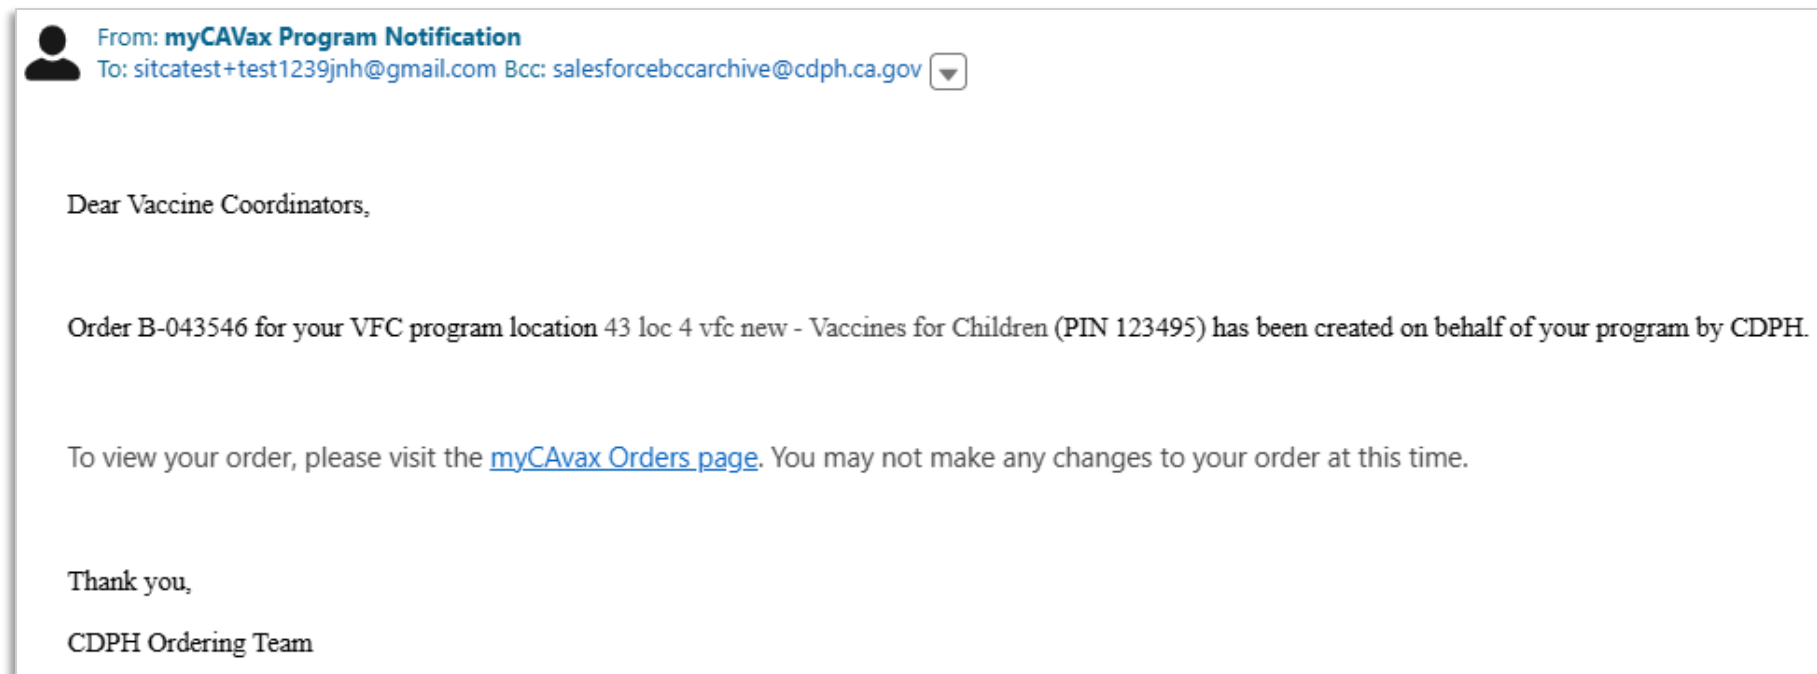 From: myCAVax Program Notification
To: sitcatest+test1239jnh@gmail.com Bcc: salesforcebccarchive@cdph.ca.gov
Dear Vaccine Coordinators,
Order B-043546 for your VFC program location 43 loc 4 vfc new - Vaccines for Children (PIN 123495) has been created on behalf of your program by CDPH.
To view your order, please visit the myCAvax Orders page. You may not make any changes to your order at this time.
Thank you,
CDPH Ordering Team